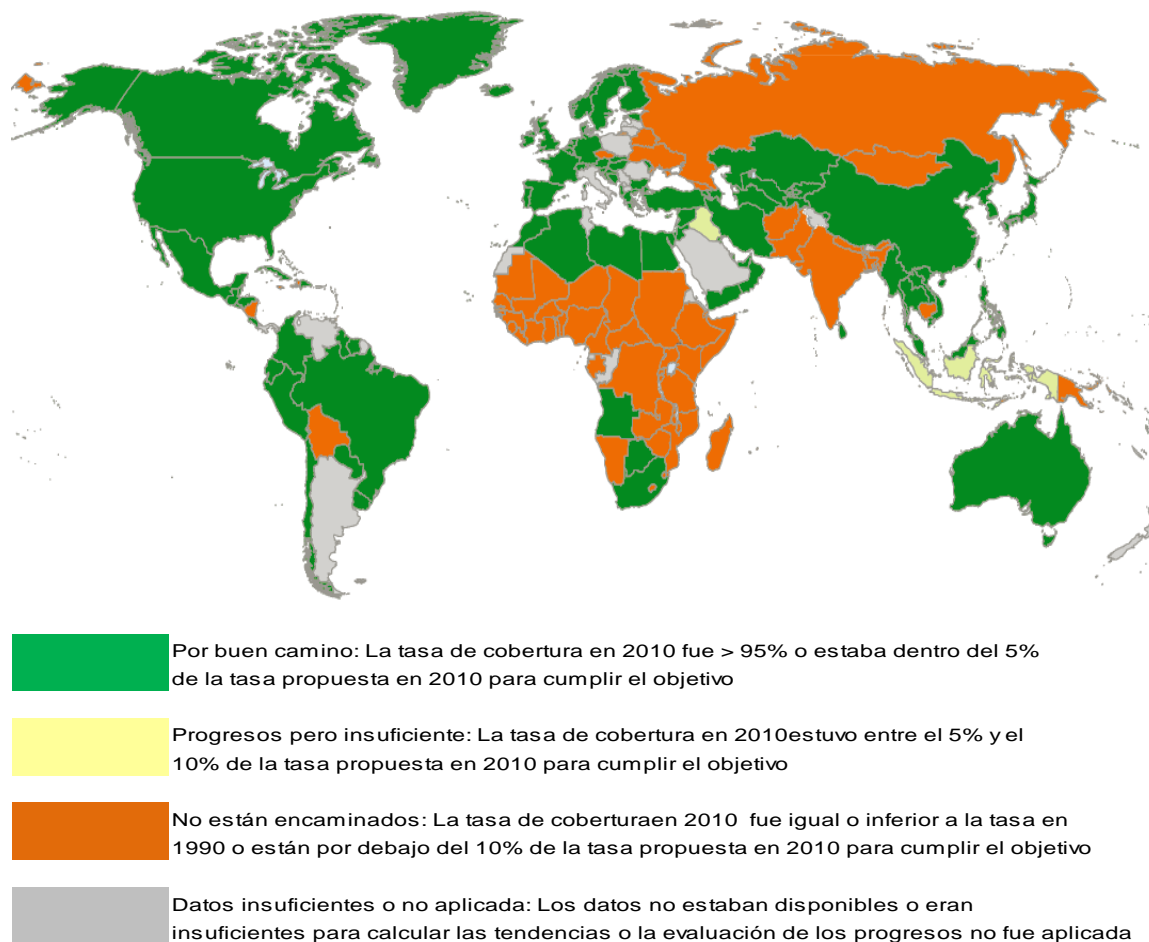 Por buen camino: La tasa de cobertura en 2010 fue > 95% o estaba dentro del 5%
de la tasa propuesta en 2010 para cumplir el objetivo
Progresos pero insuficiente: La tasa de cobertura en 2010estuvo entre el 5% y el
10% de la tasa propuesta en 2010 para cumplir el objetivo
No están encaminados: La tasa de coberturaen 2010 fue igual o inferior a la tasa en
1990 o están por debajo del 10% de la tasa propuesta en 2010 para cumplir el objetivo
Datos insuficientes o no aplicada: Los datos no estaban disponibles o eran
insuficientes para calcular las tendencias o la evaluación de los progresos no fue aplicada